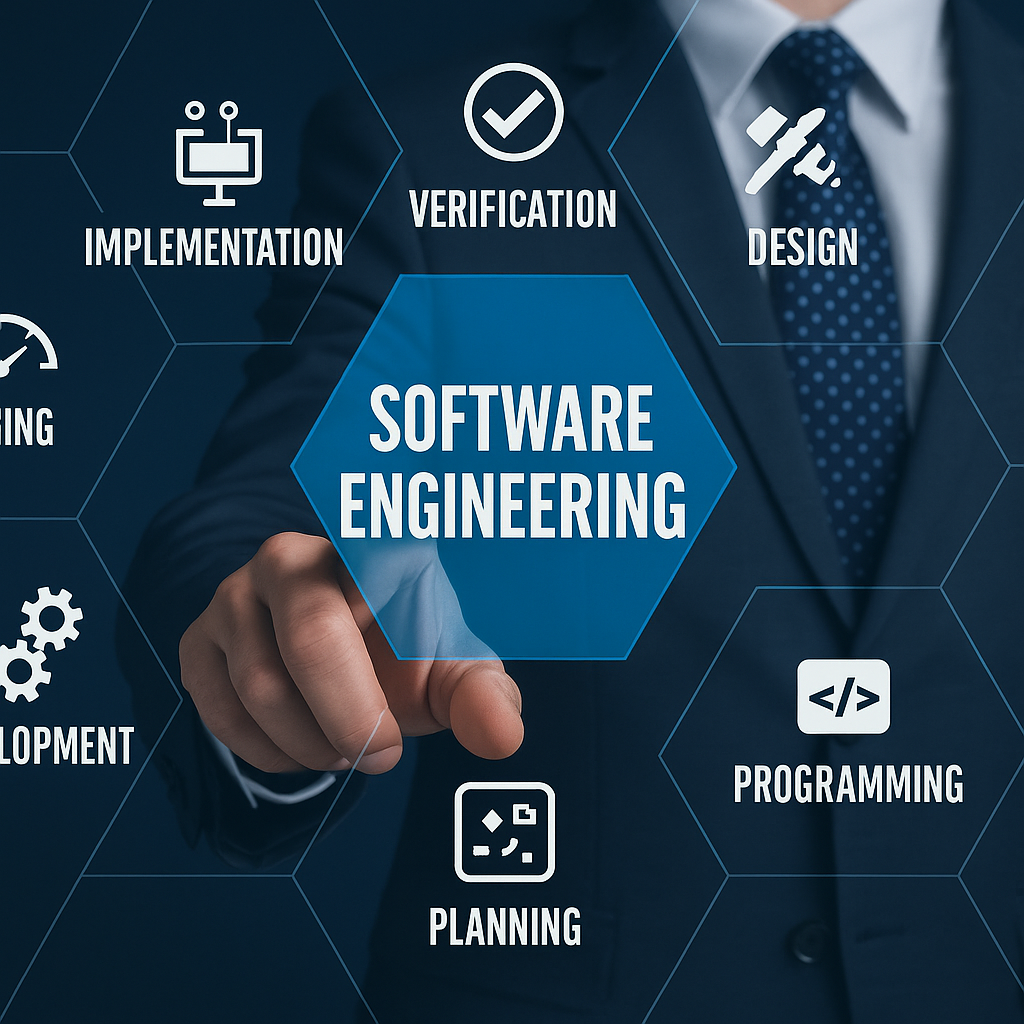 VERIFICATION
IMPLEMENTATION
DESIGN
SOFTWARE
ENGINEERING
GING
LOPMENT
PROGRAMMING
PLANNING